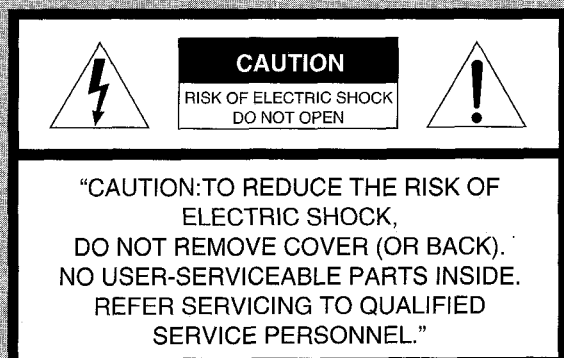 CAUTION
RISK OF ELECTRIC SHOCK
DO NOT OPEN
“CAUTION:TO REDUCE THE RISK OF
ELECTRIC SHOCK,
DO NOT REMOVE COVER (OR BACK).
NO USER-SERVICEABLE PARTS INSIDE.
REFER SERVICING TO QUALIFIED
SERVICE PERSONNEL.”